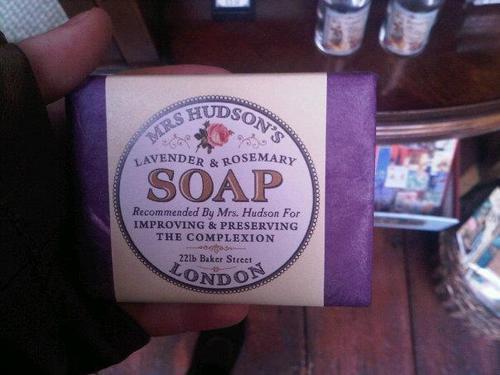 MRS HUDSON'S
LAVENDER & ROSEMARY
SOAP
Recommended By Mrs. Hudson For
IMPROVING & PRESERVING
THE COMPLEXION
221b Baker Street
LONDON